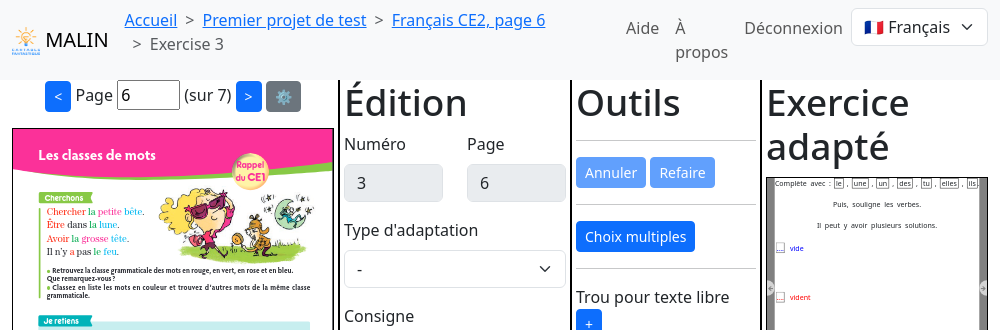 MALIN
Accueil > Premier projet de test > Français CE2, page 6
> Exercise 3
Aide
À propos
Déconnexion
Français
< Page 6 (sur 7) >
Les classes de mots
Rappel
du CE1
Cherchons
Chercher la petite bête.
Être dans la lune.
Avoir la grosse tête.
Il n'y a pas le feu.
• Retrouvez la classe grammaticale des mots en rouge, en vert, en rose et en bleu.
Que remarquez-vous ?
• Classez en liste les mots en couleur et trouvez d'autres mots de la même classe
grammaticale.
Je retiens
Édition
Numéro Page
3 6
Type d'adaptation
-
Consigne
Outils
Annuler Refaire
Choix multiples
Trou pour texte libre
+
Exercice
adapté
Complète avec : le , une , un , des , tu , elles , ils.
Puis, souligne les verbes.
Il peut y avoir plusieurs solutions.
... vide
... vident